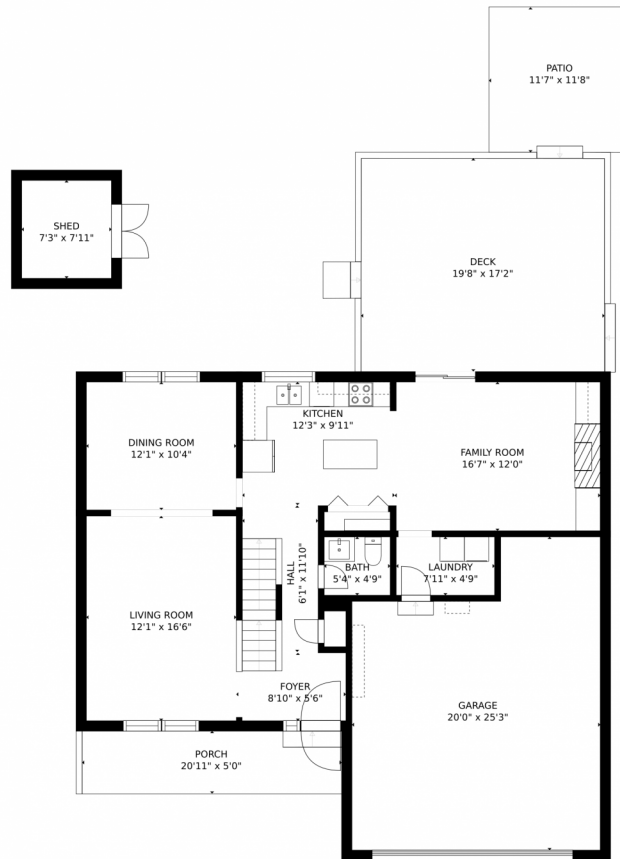 PATIO
11'7" x 11'8"
SHED
7'3" x 7'11"
DECK
19'8" x 17'2"
KITCHEN
12'3" x 9'11"
DINING ROOM
12'1" x 10'4"
FAMILY ROOM
16'7" x 12'0"
HALL
6'1" x 11'10"
BATH
5'4" x 4'9"
LAUNDRY
7'11" x 4'9"
LIVING ROOM
12'1" x 16'6"
FOYER
8'10" x 5'6"
GARAGE
20'0" x 25'3"
PORCH
20'11" x 5'0"